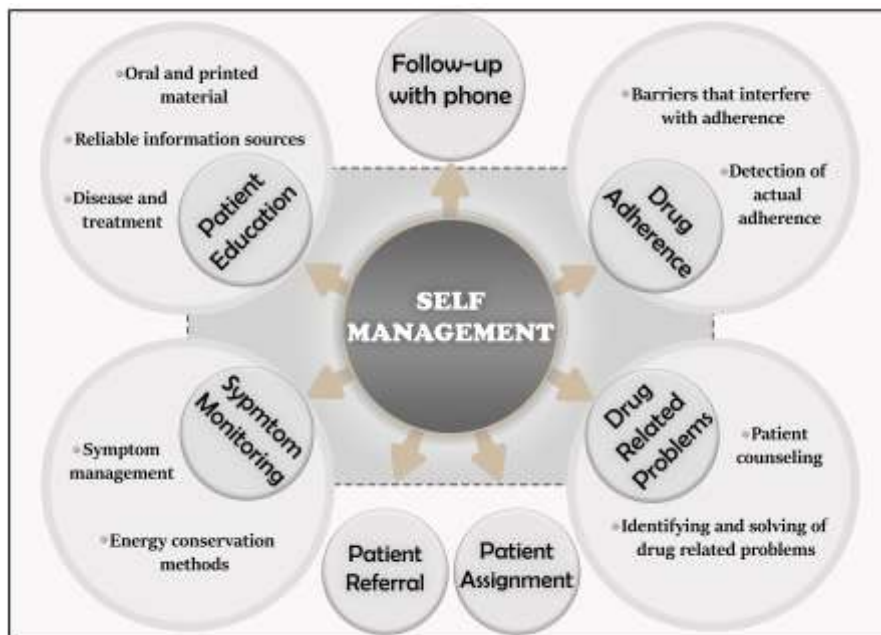 •Oral and printed
material
•Reliable information sources
•Disease and
treatment
Patient
Education
Follow-up
with phone
•Barriers that interfere
with adherence
•Detection of
actual
adherence
Drug
Adherence
SELF
MANAGEMENT
Sypmtom
Monitoring
•Symptom
management
•Energy conservation
methods
Patient
Referral
Patient
Assignment
Drug
Related
Problems
•Patient
counseling
•Identifying and solving of
drug related problems